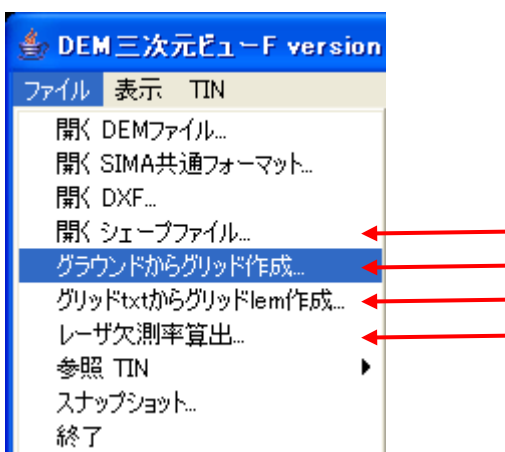 DEM三次元ビューF version
ファイル 表示 TIN
開く DEMファイル...
開く SIMA共通フォーマット...
開く DXF...
開く シェープファイル...
グラウンドからグリッド作成...
グリッドtxtからグリッドlem作成...
レーザ欠測率算出...
参照 TIN
スナップショット...
終了